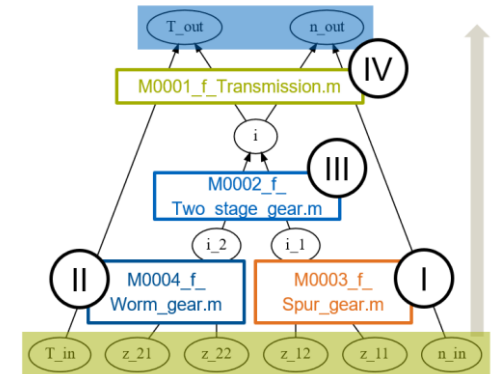 T_out n_out
IV
M0001_f_Transmission.m
i
III
M0002_f_
Two_stage_gear.m
i_2 i_1
II
M0004_f_
Worm_gear.m
M0003_f_
Spur_gear.m
I
T_in z_21 z_22 z_12 z_11 n_in